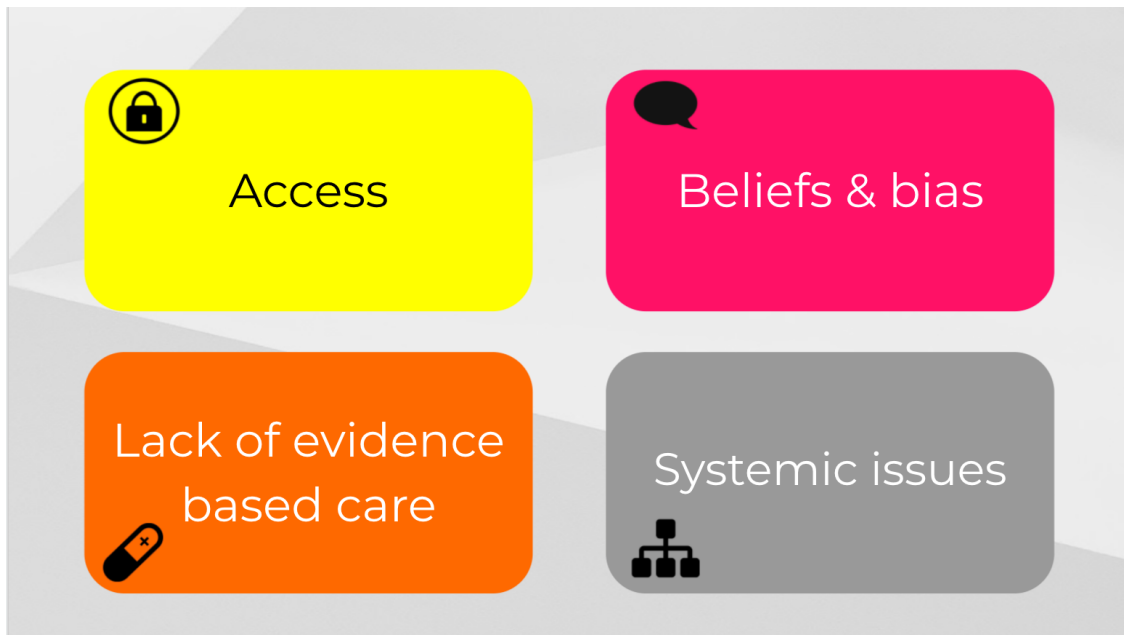 Access
Beliefs & bias
Lack of evidence
based care
Systemic issues